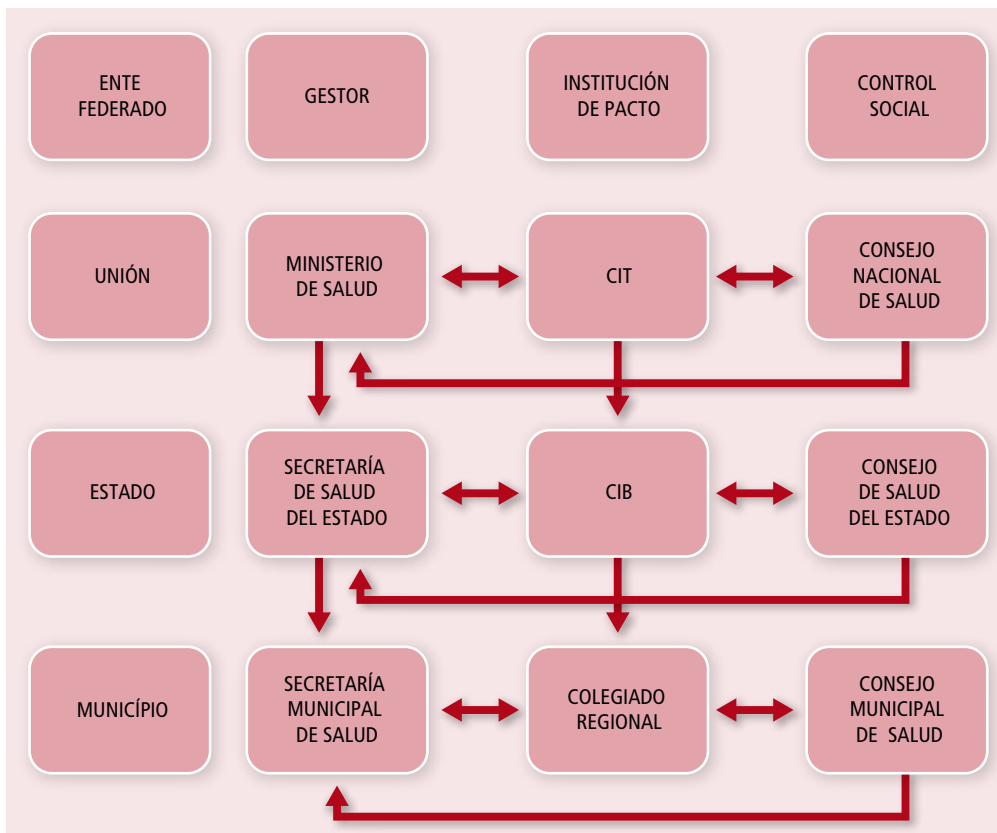 ENTE
FEDERADO
GESTOR
INSTITUCIÓN
DE PACTO
CONTROL
SOCIAL
UNIÓN
MINISTERIO
DE SALUD
CIT
CONSEJO
NACIONAL
DE SALUD
ESTADO
SECRETARÍA
DE SALUD
DEL ESTADO
CIB
CONSEJO
DE SALUD
DEL ESTADO
MUNICÍPIO
SECRETARÍA
MUNICIPAL
DE SALUD
COLEGIADO
REGIONAL
CONSEJO
MUNICIPAL
DE SALUD